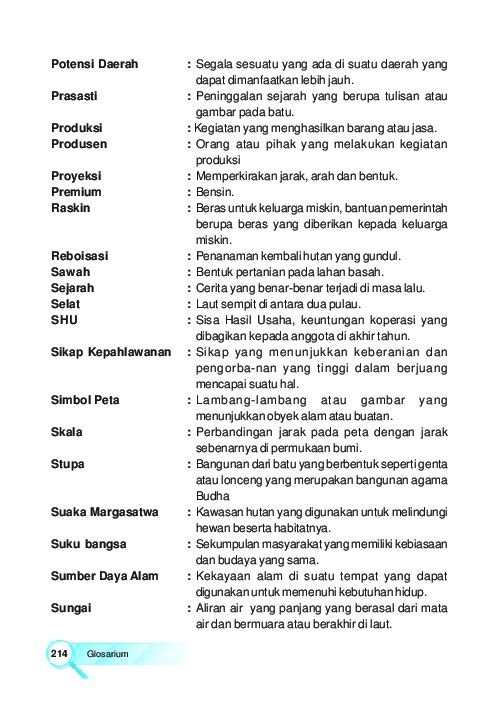 Potensi Daerah : Segala sesuatu yang ada di suatu daerah yang
dapat dimanfaatkan lebih jauh.
Prasasti : Peninggalan sejarah yang berupa tulisan atau
gambar pada batu.
Produksi : Kegiatan yang menghasilkan barang atau jasa.
Produsen : Orang atau pihak yang melakukan kegiatan
produksi
Proyeksi : Memperkirakan jarak, arah dan bentuk.
Premium : Bensin.
Raskin : Beras untuk keluarga miskin, bantuan pemerintah
berupa beras yang diberikan kepada keluarga
miskin.
Reboisasi : Penanaman kembali hutan yang gundul.
Sawah : Bentuk pertanian pada lahan basah.
Sejarah : Cerita yang benar-benar terjadi di masa lalu.
Selat : Laut sempit di antara dua pulau.
SHU : Sisa Hasil Usaha, keuntungan koperasi yang
dibagikan kepada anggota di akhir tahun.
Sikap Kepahlawanan : Sikap yang menunjukkan keberanian dan
pengorba-nan yang tinggi dalam berjuang
mencapai suatu hal.
Simbol Peta : Lambang-lambang atau gambar yang
menunjukkan obyek alam atau buatan.
Skala : Perbandingan jarak pada peta dengan jarak
sebenarnya di permukaan bumi.
Stupa : Bangunan dari batu yang berbentuk seperti genta
atau lonceng yang merupakan bangunan agama
Budha
Suaka Margasatwa : Kawasan hutan yang digunakan untuk melindungi
hewan beserta habitatnya.
Suku bangsa : Sekumpulan masyarakat yang memiliki kebiasaan
dan budaya yang sama.
Sumber Daya Alam : Kekayaan alam di suatu tempat yang dapat
digunakan untuk memenuhi kebutuhan hidup.
Sungai : Aliran air yang panjang yang berasal dari mata
air dan bermuara atau berakhir di laut.
214 Glosarium